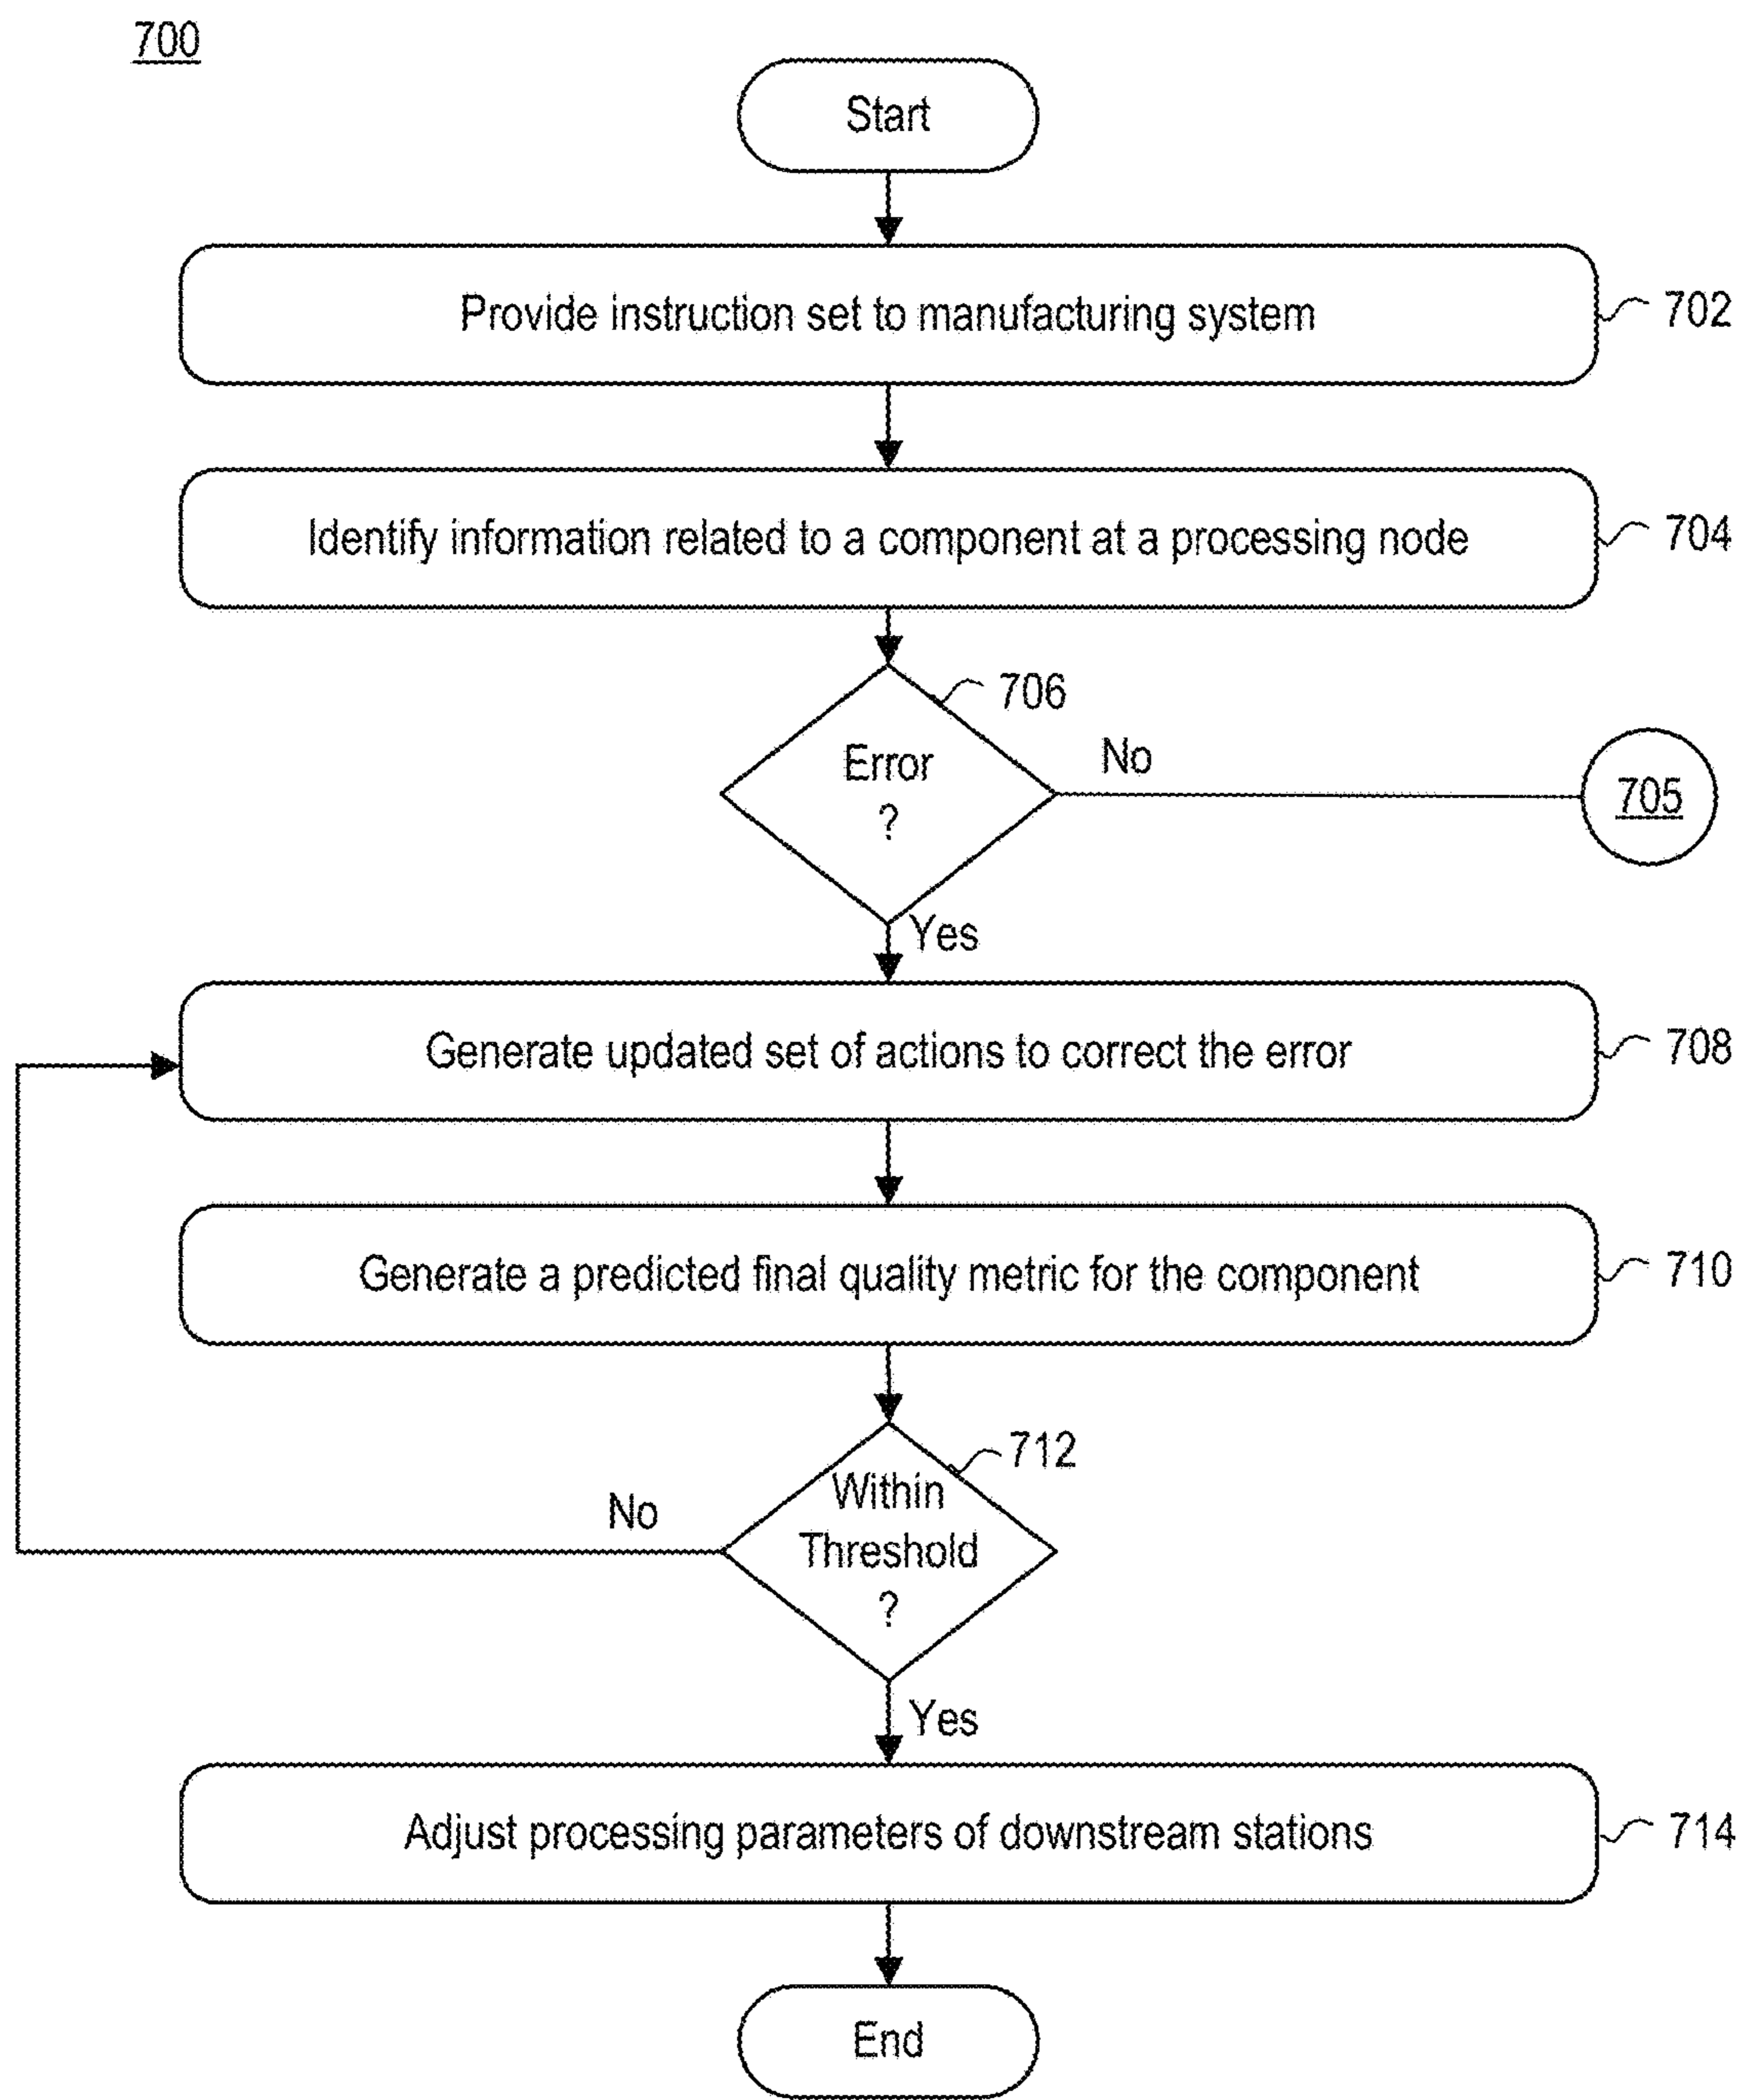 700
Start
Provide instruction set to manufacturing system
702
Identify information related to a component at a processing node
704
706
Error
?
No
705
Yes
Generate updated set of actions to correct the error
708
Generate a predicted final quality metric for the component
710
712
Within
Threshold
?
No
Yes
Adjust processing parameters of downstream stations
714
End